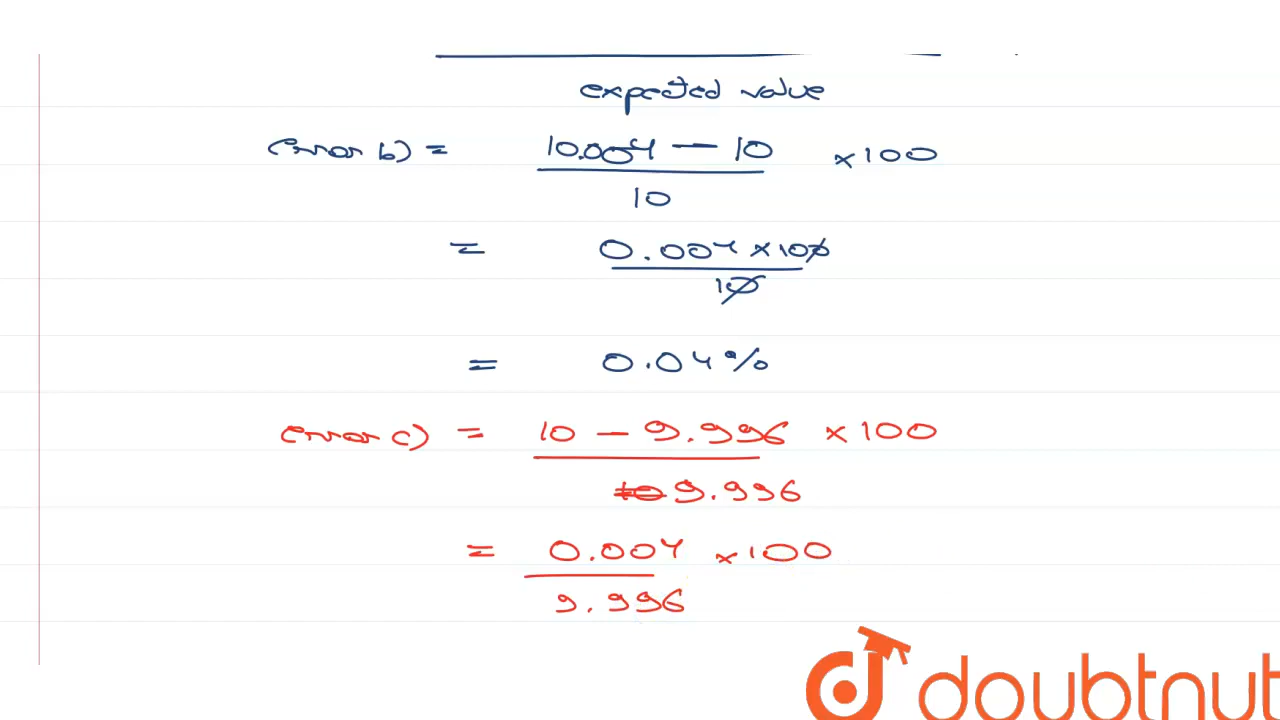 expected value
error b) = 10.004 — 10 × 100
10
= 0.004 × 100
10
= 0.04%
error c) = 10 — 9.996 × 100
10 9.996
= 0.004 × 100
9.996
doubtnut